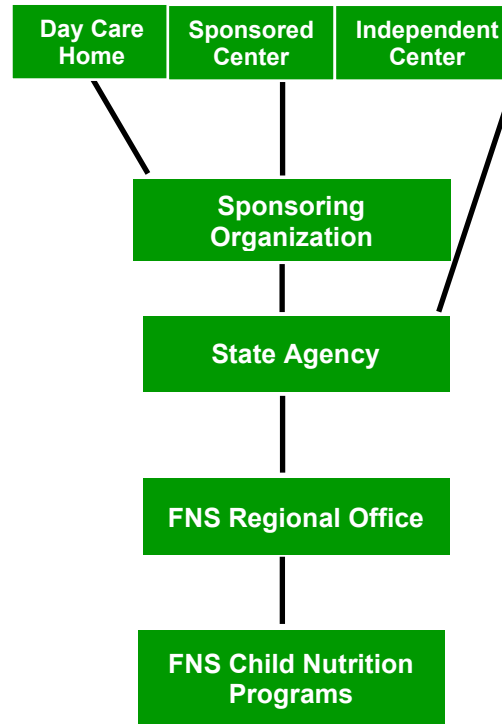 Day Care
Home
Sponsored
Center
Independent
Center
Sponsoring
Organization
State Agency
FNS Regional Office
FNS Child Nutrition
Programs